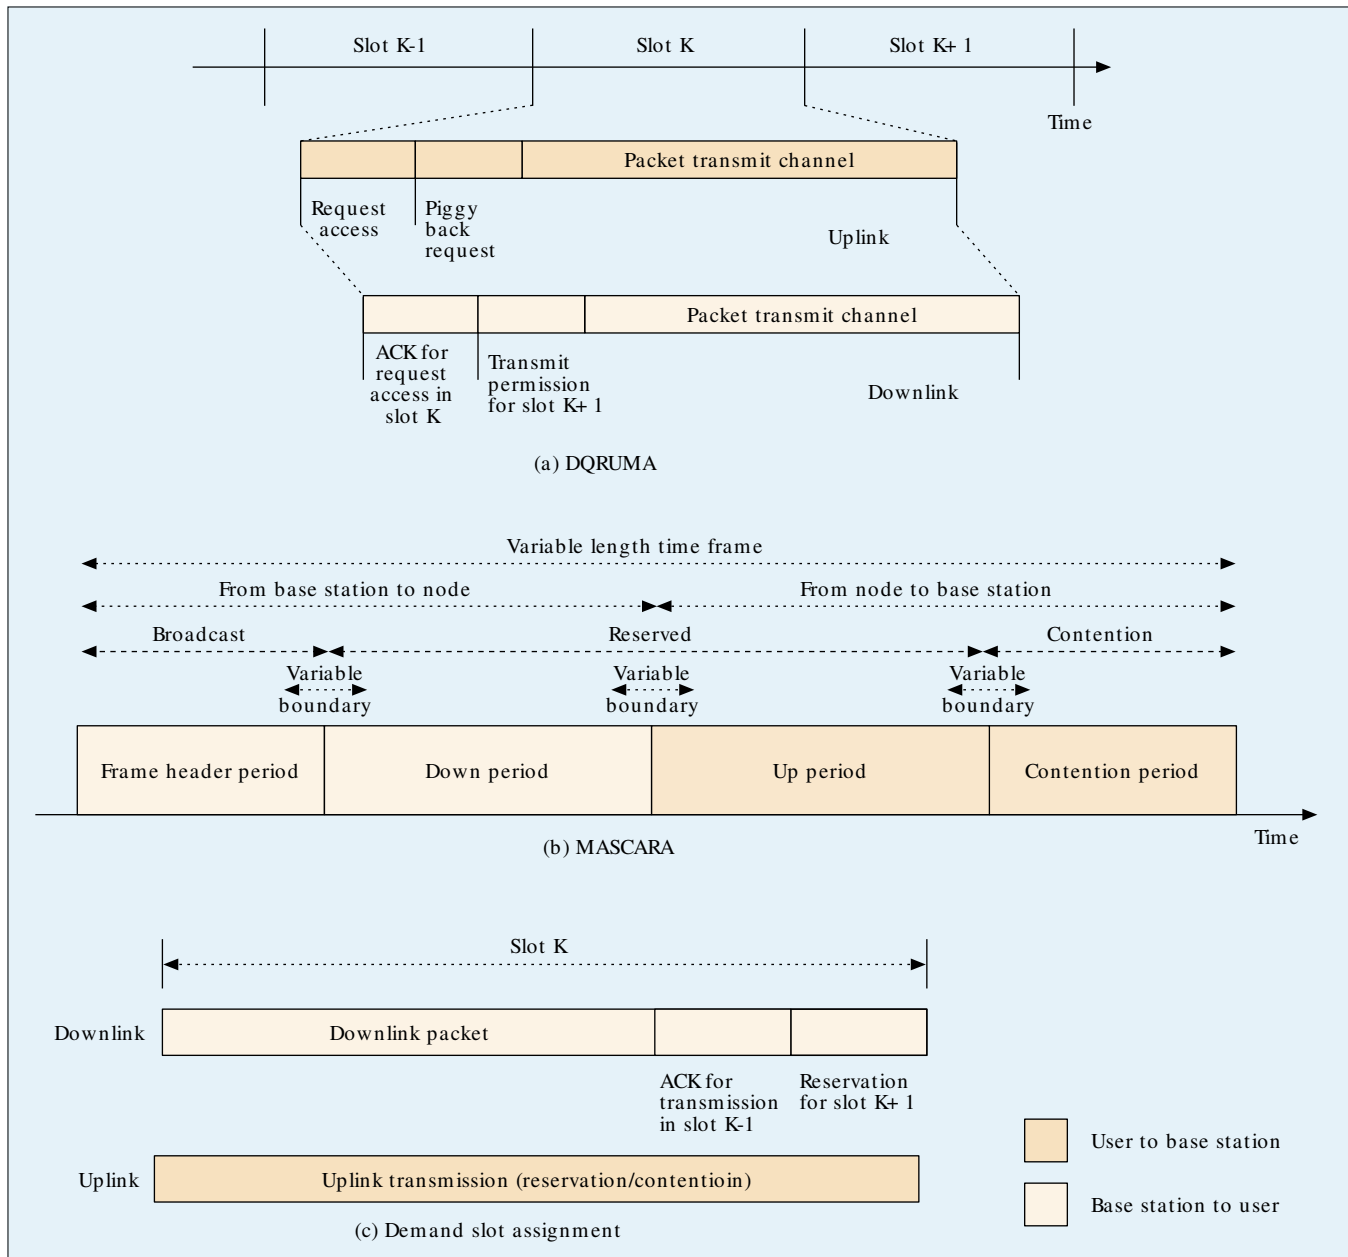 Slot K-1
Slot K
Slot K+ 1
Time
Packet transmit channel
Request
access
Piggy
back
request
Uplink
Packet transmit channel
ACK for
request
access in
slot K
Transmit
permission
for slot K+ 1
Downlink
(a) DQRUMA
Variable length time frame
From base station to node
From node to base station
Broadcast
Reserved
Contention
Variable
boundary
Variable
boundary
Variable
boundary
Frame header period
Down period
Up period
Contention period
Time
(b) MASCARA
Slot K
Downlink
Downlink packet
ACK for
transmission
in slot K-1
Reservation
for slot K+ 1
User to base station
Uplink
Uplink transmission (reservation/contentioin)
Base station to user
(c) Demand slot assignment